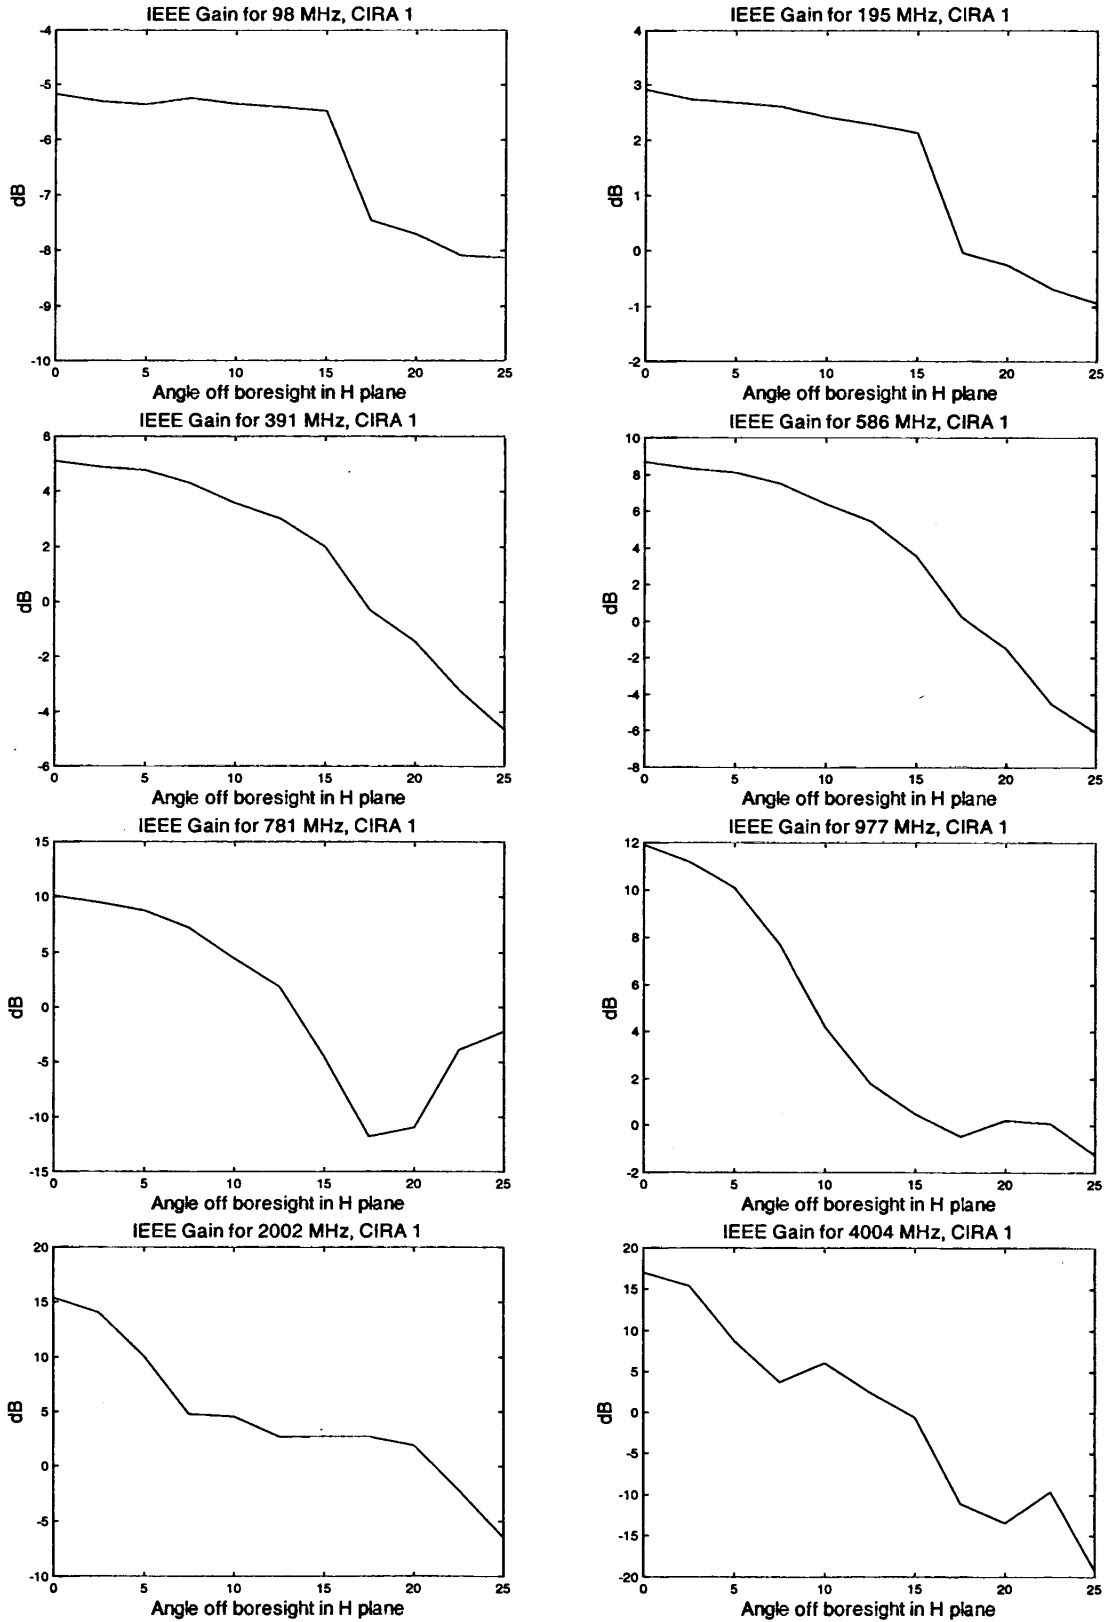 IEEE Gain for 98 MHz, CIRA 1
-4
-5
-6
-7
-8
-9
-10
dB
0 5 10 15 20 25
Angle off boresight in H plane
IEEE Gain for 195 MHz, CIRA 1
4
3
2
1
0
-1
-2
dB
0 5 10 15 20 25
Angle off boresight in H plane
IEEE Gain for 391 MHz, CIRA 1
6
4
2
0
-2
-4
-6
dB
0 5 10 15 20 25
Angle off boresight in H plane
IEEE Gain for 586 MHz, CIRA 1
10
8
6
4
2
0
-2
-4
-6
-8
dB
0 5 10 15 20 25
Angle off boresight in H plane
IEEE Gain for 781 MHz, CIRA 1
15
10
5
0
-5
-10
-15
dB
0 5 10 15 20 25
Angle off boresight in H plane
IEEE Gain for 977 MHz, CIRA 1
12
10
8
6
4
2
0
-2
dB
0 5 10 15 20 25
Angle off boresight in H plane
IEEE Gain for 2002 MHz, CIRA 1
20
15
10
5
0
-5
-10
dB
0 5 10 15 20 25
Angle off boresight in H plane
IEEE Gain for 4004 MHz, CIRA 1
20
15
10
5
0
-5
-10
-15
-20
dB
0 5 10 15 20 25
Angle off boresight in H plane